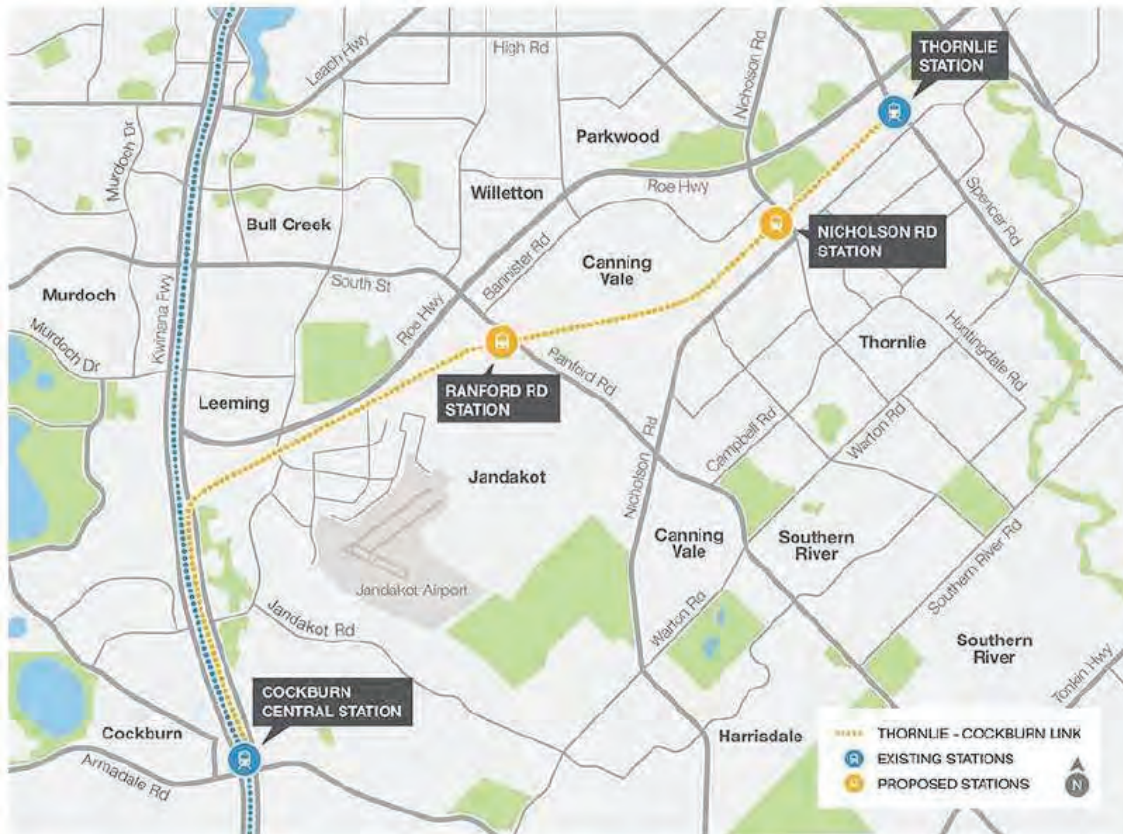 High Rd
Leach Hwy
Nicholson Rd
THORNLIE
STATION
Murdoch Dr
Parkwood
Willetton
Roe Hwy
Spencer Rd
Bull Creek
Bannister Rd
NICHOLSON RD
STATION
Canning
Vale
South St
Murdoch
Kwinana Fwy
Roe Hwy
Murdoch Dr
Thornlie
Huntingdale Rd
Ranford Rd
RANFORD RD
STATION
Leeming
Campbell Rd
Warton Rd
Nicholson Rd
Jandakot
Canning
Vale
Southern
River
Southern River Rd
Jandakot Airport
Jandakot Rd
Warton Rd
Southern
River
Tonkin Hwy
COCKBURN
CENTRAL STATION
Cockburn
Armadale Rd
Harrisdale
THORNLIE - COCKBURN LINK
EXISTING STATIONS
PROPOSED STATIONS
N